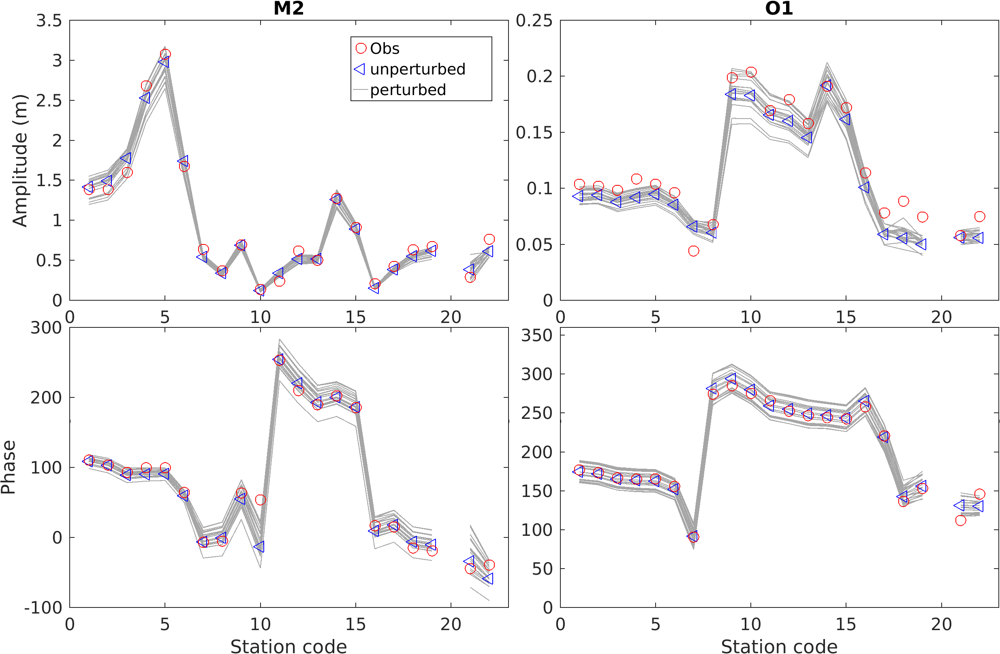 M2
O1
3.5
3
2.5
2
1.5
1
0.5
0
Amplitude (m)
Obs
unperturbed
perturbed
0 5 10 15 20
0.25
0.2
0.15
0.1
0.05
0
0 5 10 15 20
300
200
100
0
-100
Phase
0 5 10 15 20
Station code
350
300
250
200
150
100
50
0
0 5 10 15 20
Station code